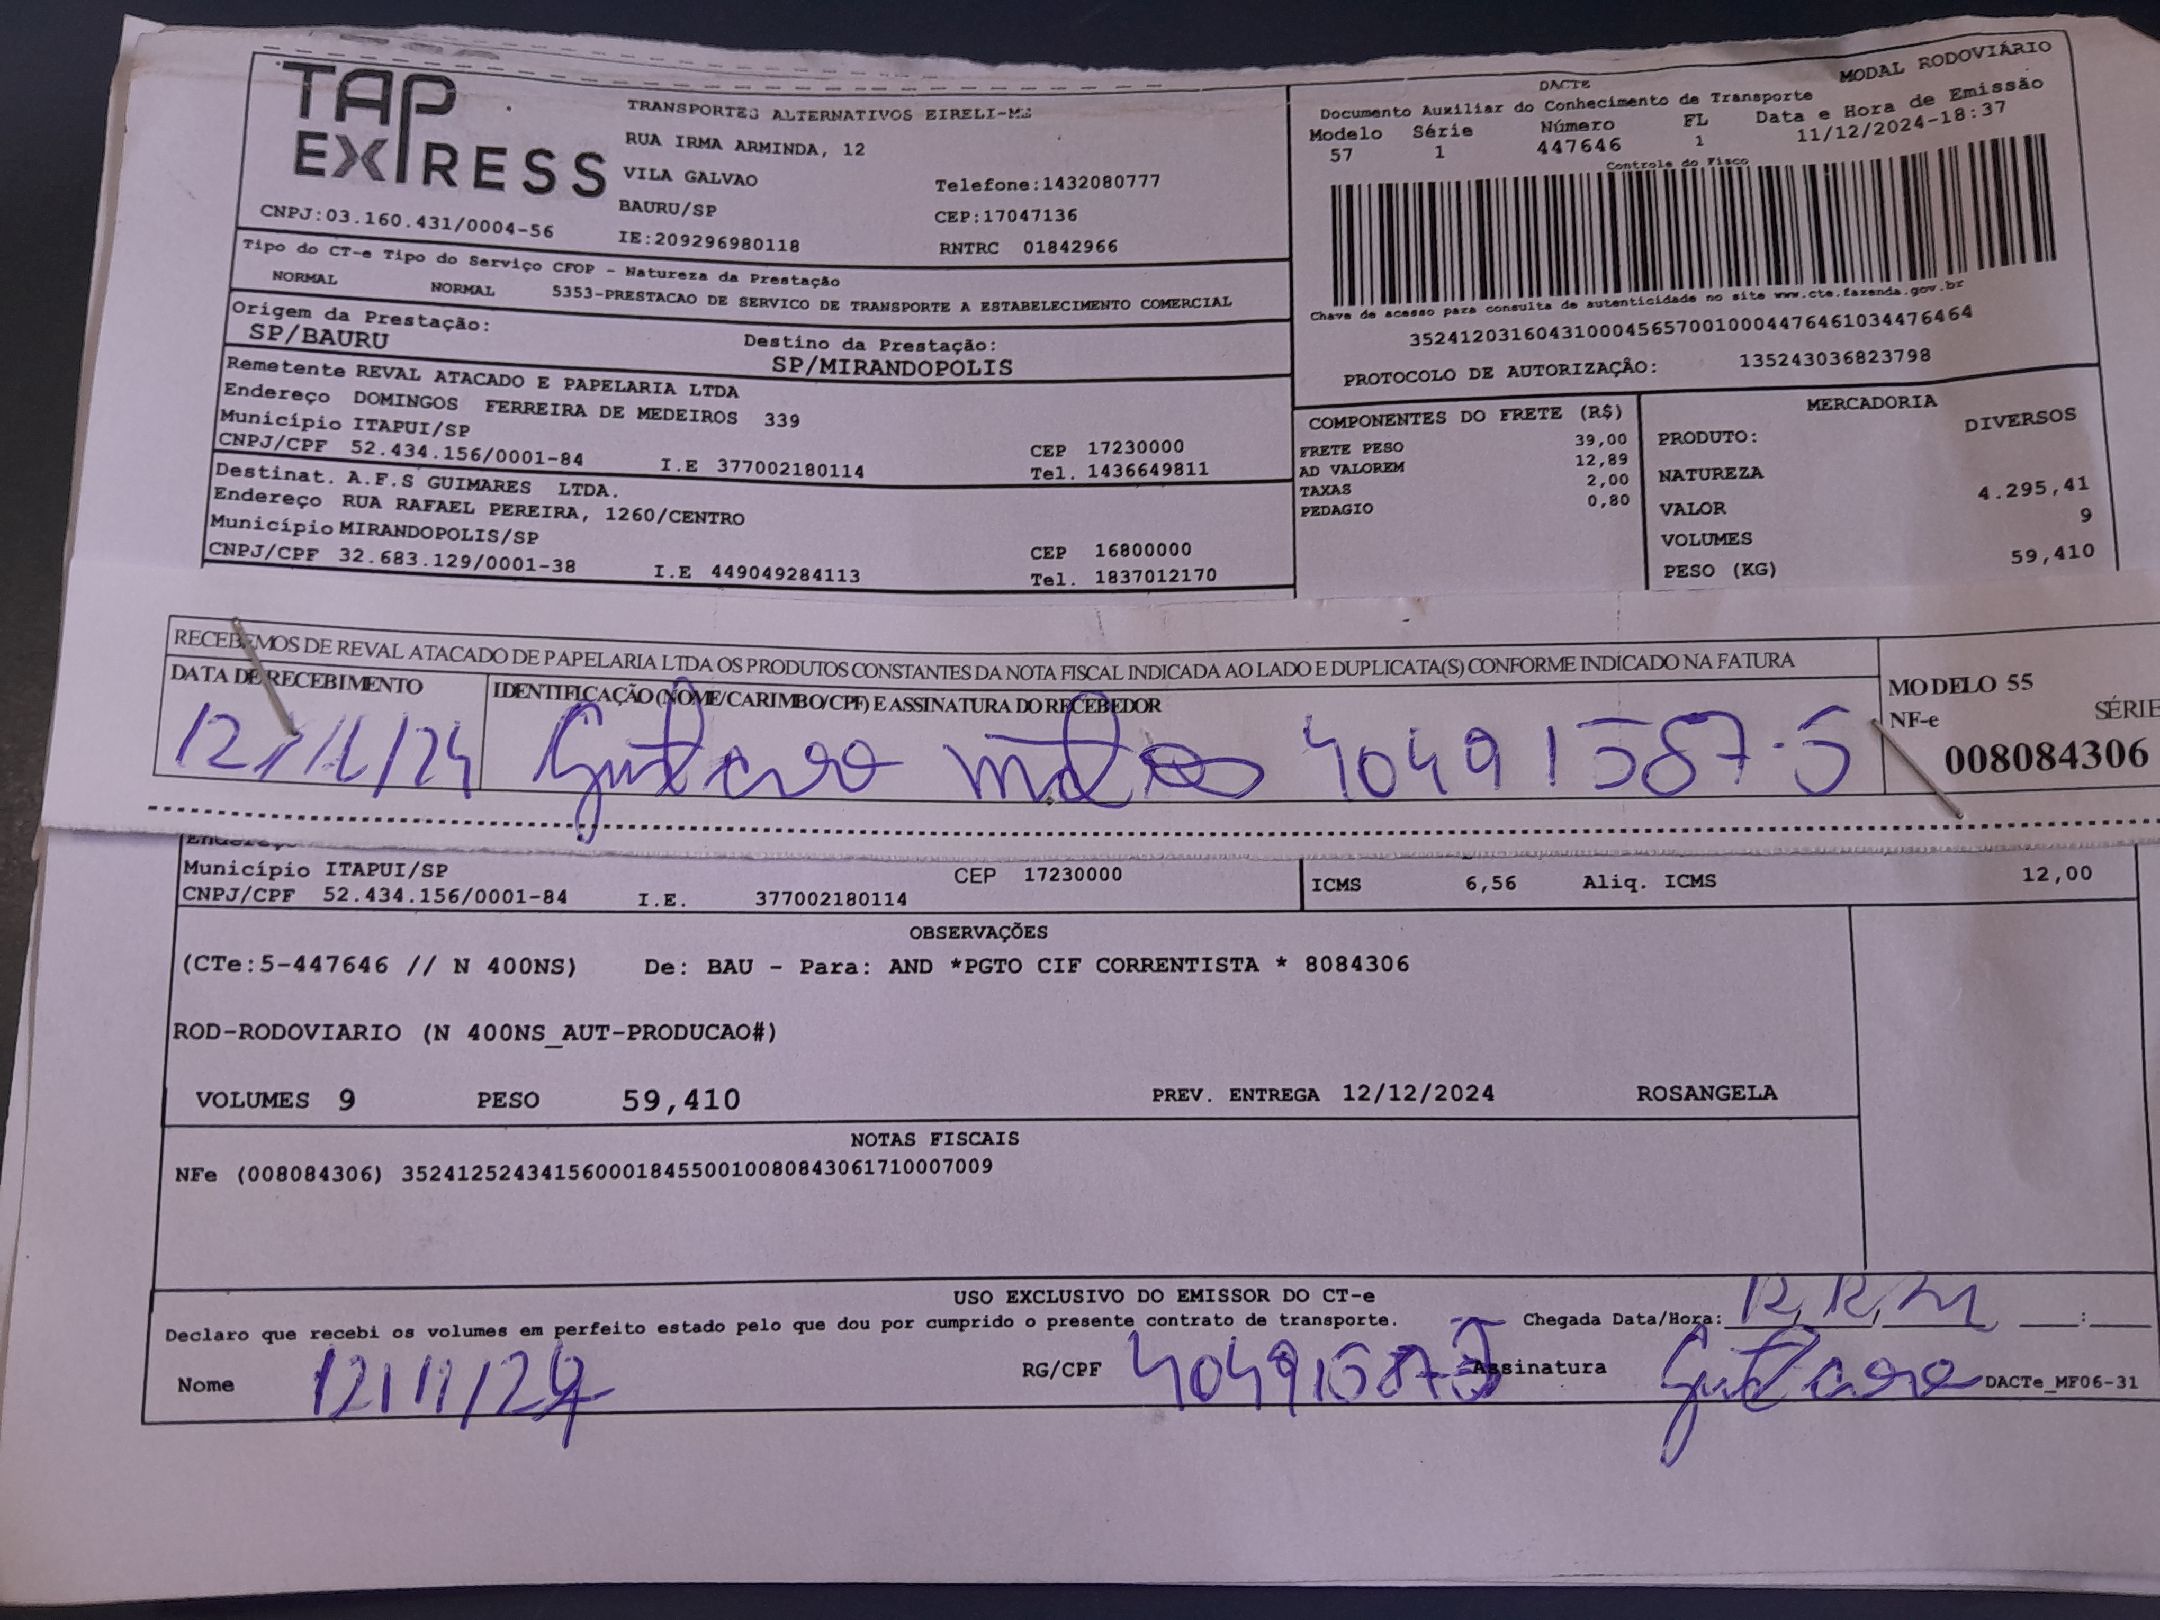 TAP EXPRESS
TRANSPORTES ALTERNATIVOS EIRELI-ME
RUA IRMA ARMINDA, 12
VILA GALVAO
Telefone:1432080777
BAURU/SP
CEP:17047136
CNPJ:03.160.431/0004-56
IE:209296980118
RNTRC 01842966
DACTE
MODAL RODOVIÁRIO
Documento Auxiliar do Conhecimento de Transporte
Modelo Série Número FL Data e Hora de Emissão
57 1 447646 1 11/12/2024-18:37
Controle do Fisco
Chave de acesso para consulta de autenticidade no site www.cte.fazenda.gov.br
35241203160431000456570010004476461034476464
PROTOCOLO DE AUTORIZAÇÃO: 135243036823798
Tipo do CT-e Tipo do Serviço CFOP - Natureza da Prestação
NORMAL NORMAL 5353-PRESTACAO DE SERVICO DE TRANSPORTE A ESTABELECIMENTO COMERCIAL
Origem da Prestação:
SP/BAURU
Destino da Prestação:
SP/MIRANDOPOLIS
Remetente REVAL ATACADO E PAPELARIA LTDA
Endereço DOMINGOS FERREIRA DE MEDEIROS 339
Município ITAPUI/SP
CEP 17230000
CNPJ/CPF 52.434.156/0001-84 I.E 377002180114 Tel. 1436649811
Destinat. A.F.S GUIMARES LTDA.
Endereço RUA RAFAEL PEREIRA, 1260/CENTRO
Município MIRANDOPOLIS/SP
CEP 16800000
CNPJ/CPF 32.683.129/0001-38 I.E 449049284113 Tel. 1837012170
COMPONENTES DO FRETE (R$)
FRETE PESO 39,00
AD VALOREM 12,89
TAXAS 2,00
PEDAGIO 0,80
MERCADORIA
PRODUTO: DIVERSOS
NATUREZA
VALOR 4.295,41
VOLUMES 9
PESO (KG) 59,410
RECEBEMOS DE REVAL ATACADO DE PAPELARIA LTDA OS PRODUTOS CONSTANTES DA NOTA FISCAL INDICADA AO LADO E DUPLICATA(S) CONFORME INDICADO NA FATURA
DATA DE RECEBIMENTO
IDENTIFICAÇÃO (NOME/CARIMBO/CPF) E ASSINATURA DO RECEBEDOR
MODELO 55
NF-e SÉRIE
008084306
Gustavo 40491587-5
Município ITAPUI/SP
CEP 17230000
CNPJ/CPF 52.434.156/0001-84 I.E. 377002180114
ICMS 6,56 Aliq. ICMS 12,00
OBSERVAÇÕES
(CTe:5-447646 // N 400NS) De: BAU - Para: AND *PGTO CIF CORRENTISTA * 8084306
ROD-RODOVIARIO (N 400NS_AUT-PRODUCAO#)
VOLUMES 9 PESO 59,410 PREV. ENTREGA 12/12/2024 ROSANGELA
NOTAS FISCAIS
NFe (008084306) 35241252434156000184550010080843061710007009
USO EXCLUSIVO DO EMISSOR DO CT-e
Declaro que recebi os volumes em perfeito estado pelo que dou por cumprido o presente contrato de transporte.
Chegada Data/Hora:
Nome 12/11/24 RG/CPF 404915875 Assinatura Gustavo
DACTe_MF06-31